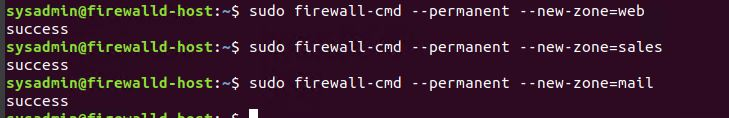 sysadmin@firewalld-host:~$ sudo firewall-cmd --permanent --new-zone=web
success
sysadmin@firewalld-host:~$ sudo firewall-cmd --permanent --new-zone=sales
success
sysadmin@firewalld-host:~$ sudo firewall-cmd --permanent --new-zone=mail
success
sysadmin@firewalld-host:~$